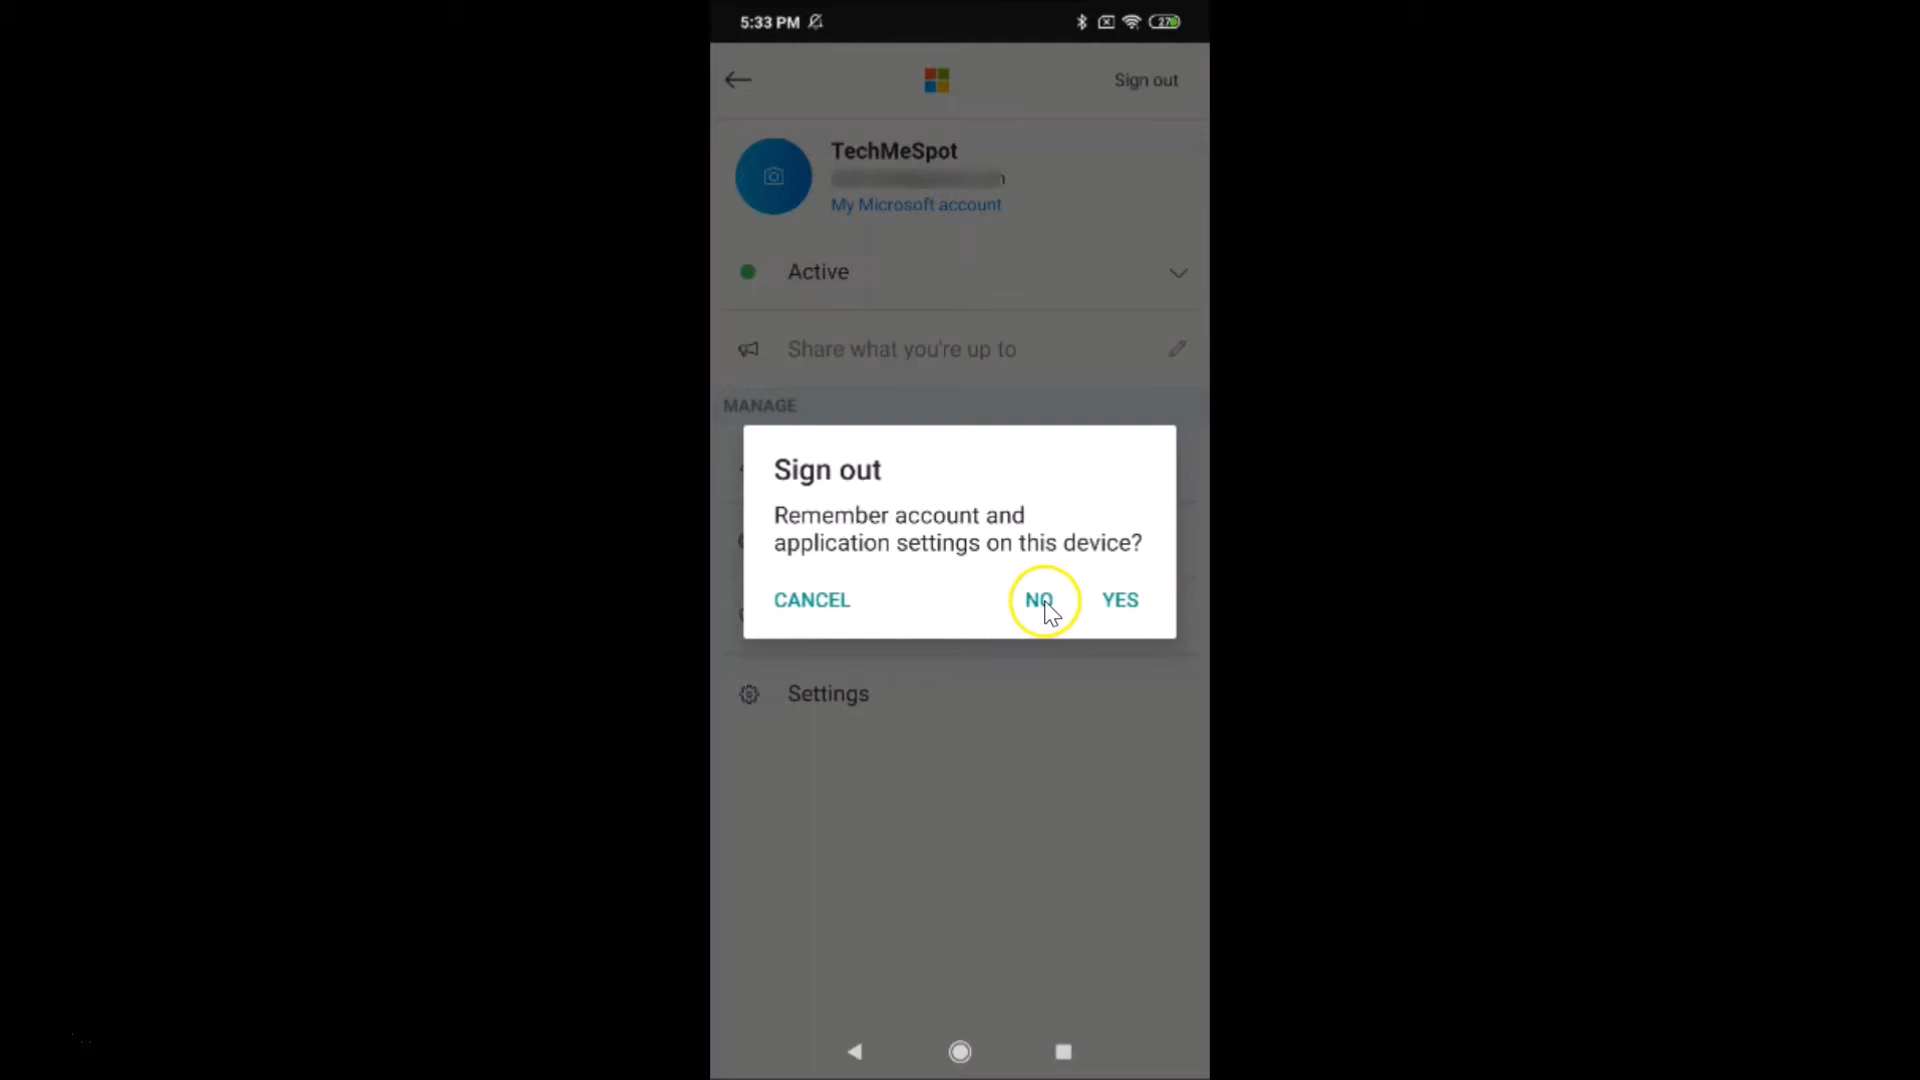 5:33 PM
27
Sign out
TechMeSpot
My Microsoft account
Active
Share what you're up to
MANAGE
Sign out
Remember account and
application settings on this device?
CANCEL NO YES
Settings